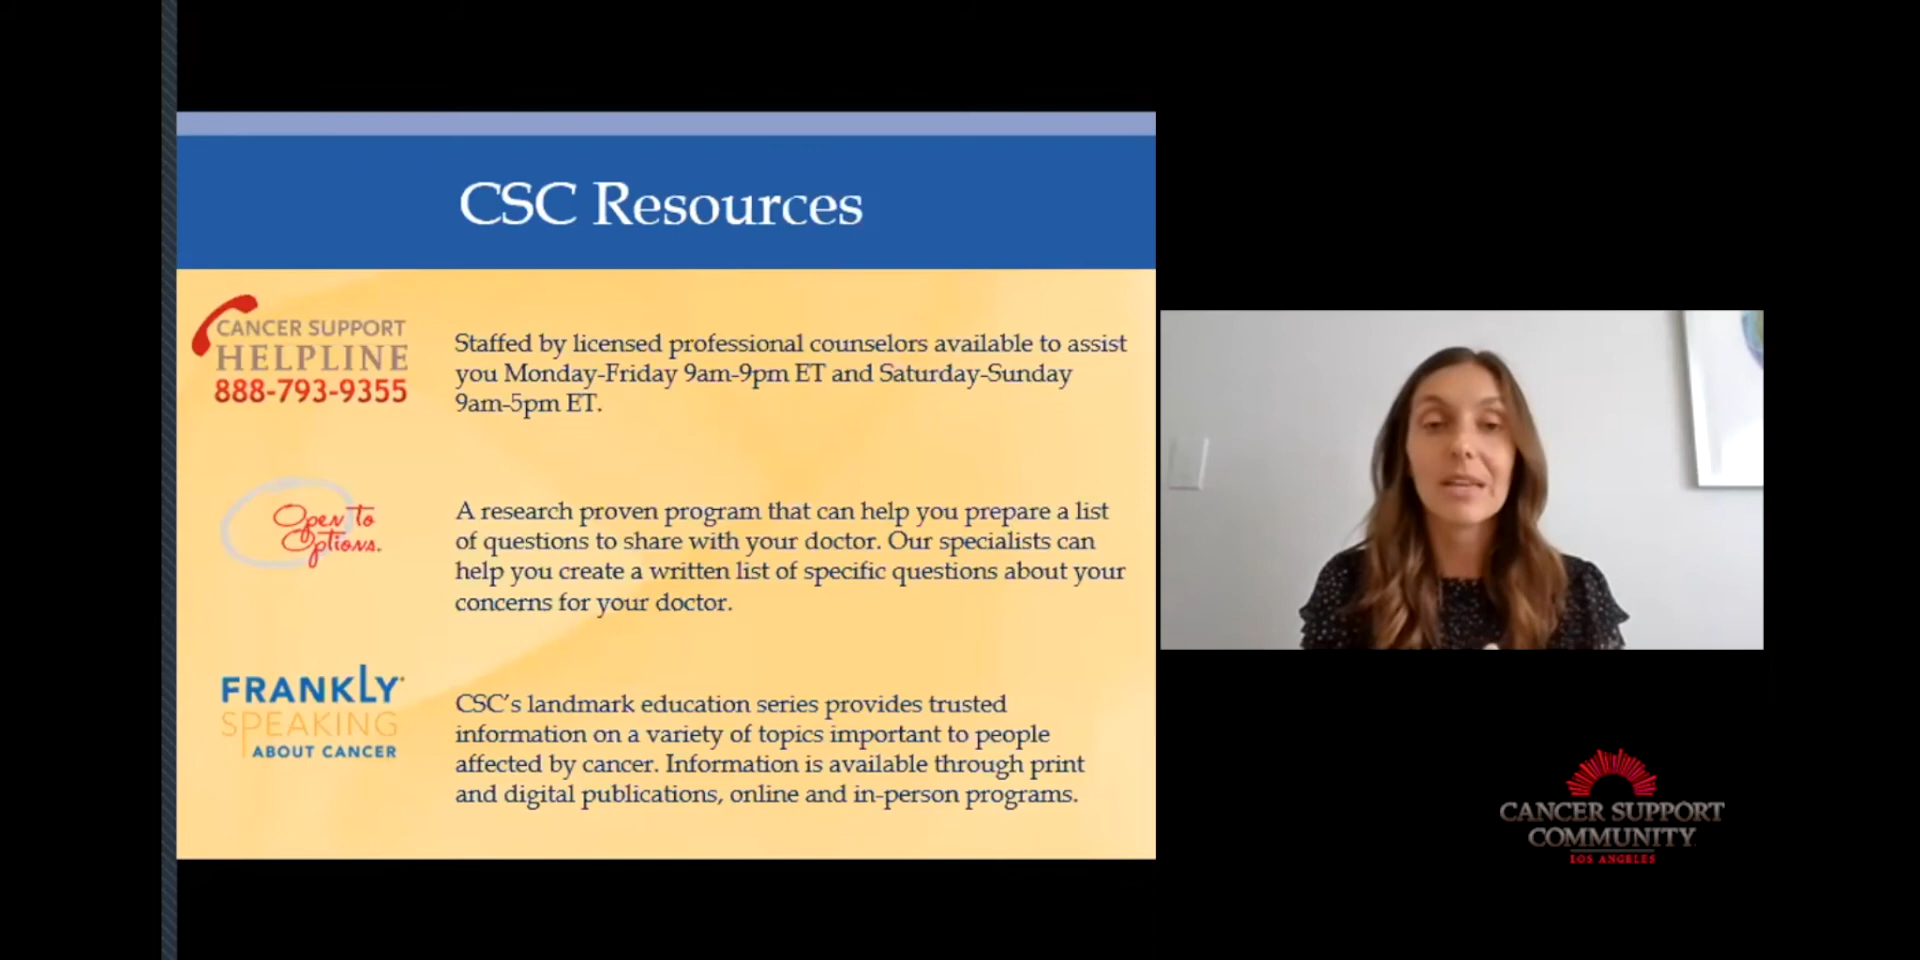 CSC Resources
CANCER SUPPORT
HELPLINE
888-793-9355
Staffed by licensed professional counselors available to assist
you Monday-Friday 9am-9pm ET and Saturday-Sunday
9am-5pm ET.
Open to
Options.
A research proven program that can help you prepare a list
of questions to share with your doctor. Our specialists can
help you create a written list of specific questions about your
concerns for your doctor.
FRANKLY
SPEAKING
ABOUT CANCER
CSC's landmark education series provides trusted
information on a variety of topics important to people
affected by cancer. Information is available through print
and digital publications, online and in-person programs.
CANCER SUPPORT
COMMUNITY
LOS ANGELES